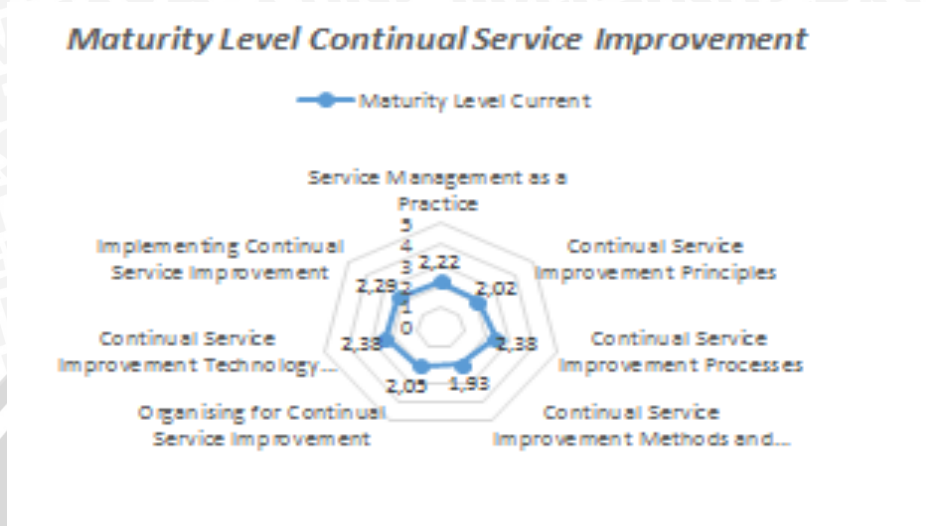 Maturity Level Continual Service Improvement
Maturity Level Current
Service Management as a
Practice
5
4
3
2
1
0
2,22
2,02
2,38
1,93
2,05
2,38
2,29
Continual Service
Improvement Principles
Continual Service
Improvement Processes
Continual Service
Improvement Methods and...
Organising for Continual
Service Improvement
Continual Service
Improvement Technology...
Implementing Continual
Service Improvement